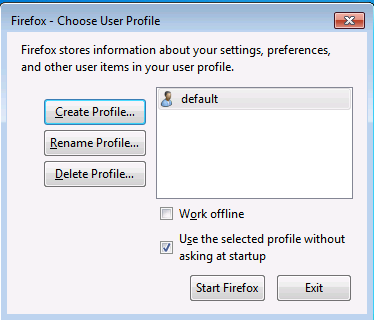 Firefox - Choose User Profile
Firefox stores information about your settings, preferences,
and other user items in your user profile.
Create Profile...
default
Rename Profile...
Delete Profile...
Work offline
Use the selected profile without
asking at startup
Start Firefox
Exit